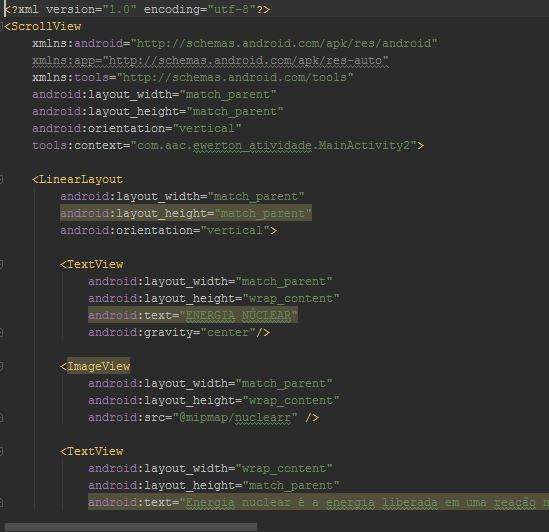 <?xml version="1.0" encoding="utf-8"?>
<ScrollView
xmlns:android="http://schemas.android.com/apk/res/android"
xmlns:app="http://schemas.android.com/apk/res-auto"
xmlns:tools="http://schemas.android.com/tools"
android:layout_width="match_parent"
android:layout_height="match_parent"
android:orientation="vertical"
tools:context="com.aac.ewerton_atividade.MainActivity2">
<LinearLayout
android:layout_width="match_parent"
android:layout_height="match_parent"
android:orientation="vertical">
<TextView
android:layout_width="match_parent"
android:layout_height="wrap_content"
android:text="ENERGIA NÚCLEAR"
android:gravity="center"/>
<ImageView
android:layout_width="match_parent"
android:layout_height="wrap_content"
android:src="@mipmap/nuclearr" />
<TextView
android:layout_width="wrap_content"
android:layout_height="match_parent"
android:text="Energia nuclear é a energia liberada em uma reação